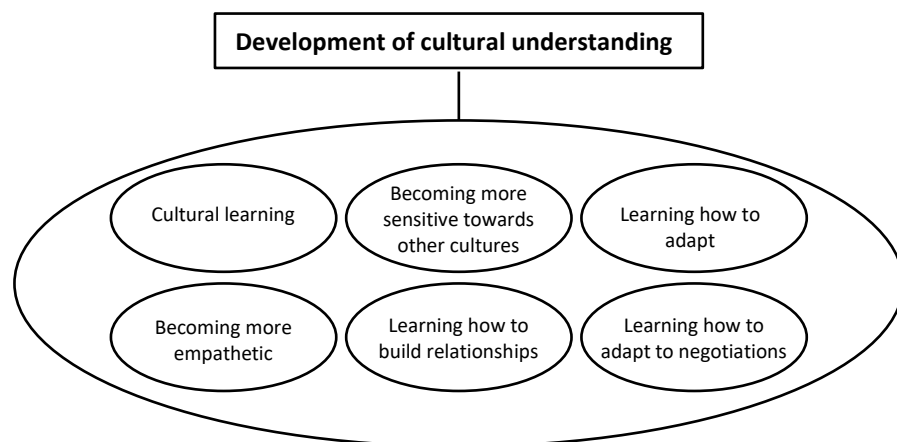 Development of cultural understanding
Cultural learning
Becoming more
sensitive towards
other cultures
Learning how to
adapt
Becoming more
empathetic
Learning how to
build relationships
Learning how to
adapt to negotiations